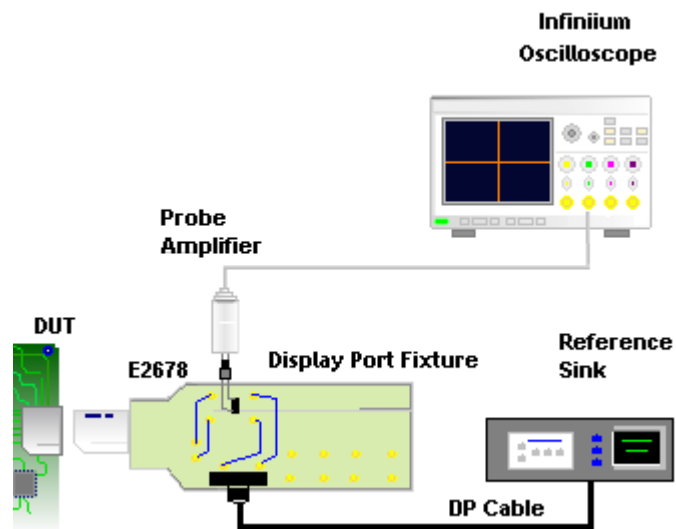 Infiniium
Oscilloscope
Probe
Amplifier
DUT
E2678
Display Port Fixture
Reference
Sink
DP Cable